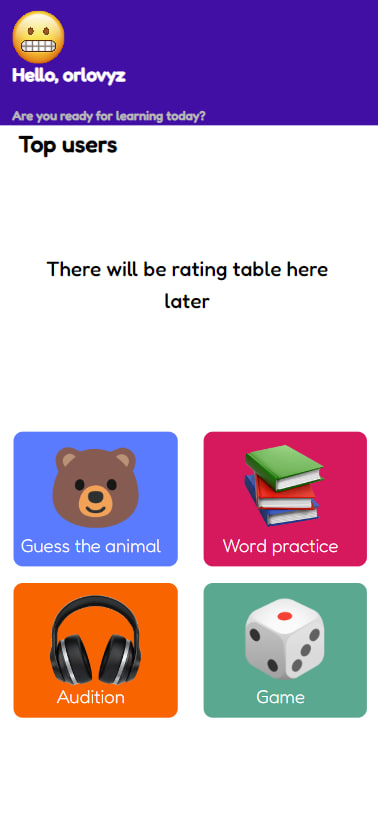 Hello, orlovyz
Are you ready for learning today?
Top users
There will be rating table here
later
Guess the animal
Word practice
Audition
Game